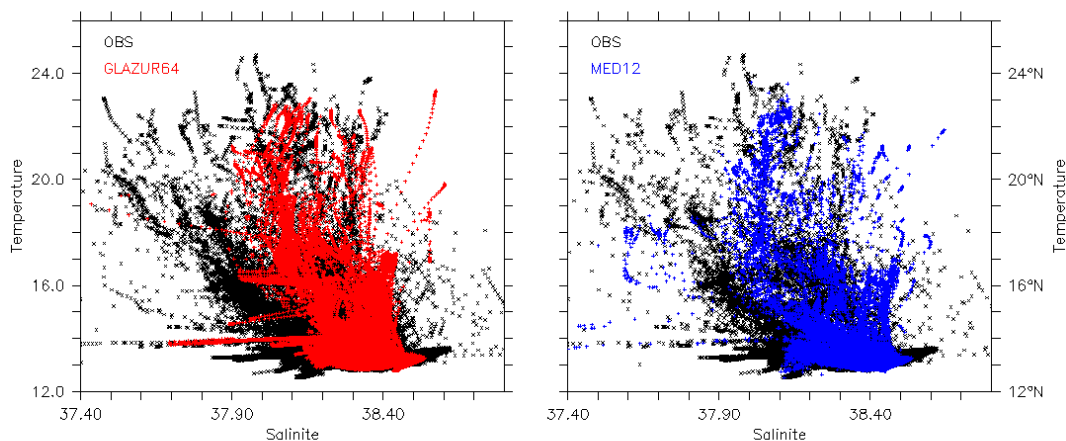 OBS
GLAZUR64
24.0
20.0
16.0
12.0
Temperature
37.40
37.90
38.40
Salinite
OBS
MED12
24°N
20°N
16°N
12°N
Temperature
37.40
37.90
38.40
Salinite